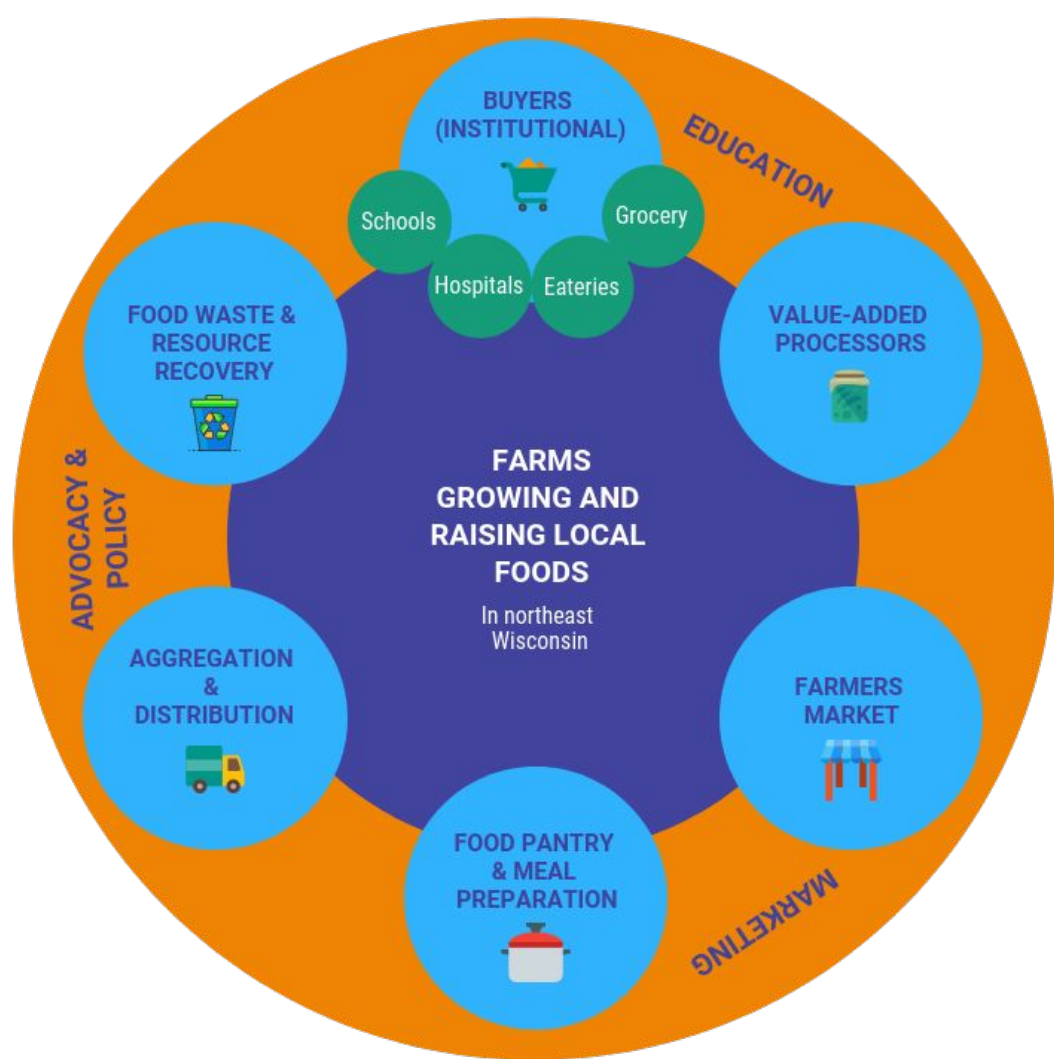 BUYERS
(INSTITUTIONAL)
Schools
Hospitals
Eateries
Grocery
EDUCATION
VALUE-ADDED
PROCESSORS
FARMERS
MARKET
MARKETING
FOOD PANTRY
& MEAL
PREPARATION
AGGREGATION
&
DISTRIBUTION
ADVOCACY &
POLICY
FOOD WASTE &
RESOURCE
RECOVERY
FARMS
GROWING AND
RAISING LOCAL
FOODS
In northeast
Wisconsin